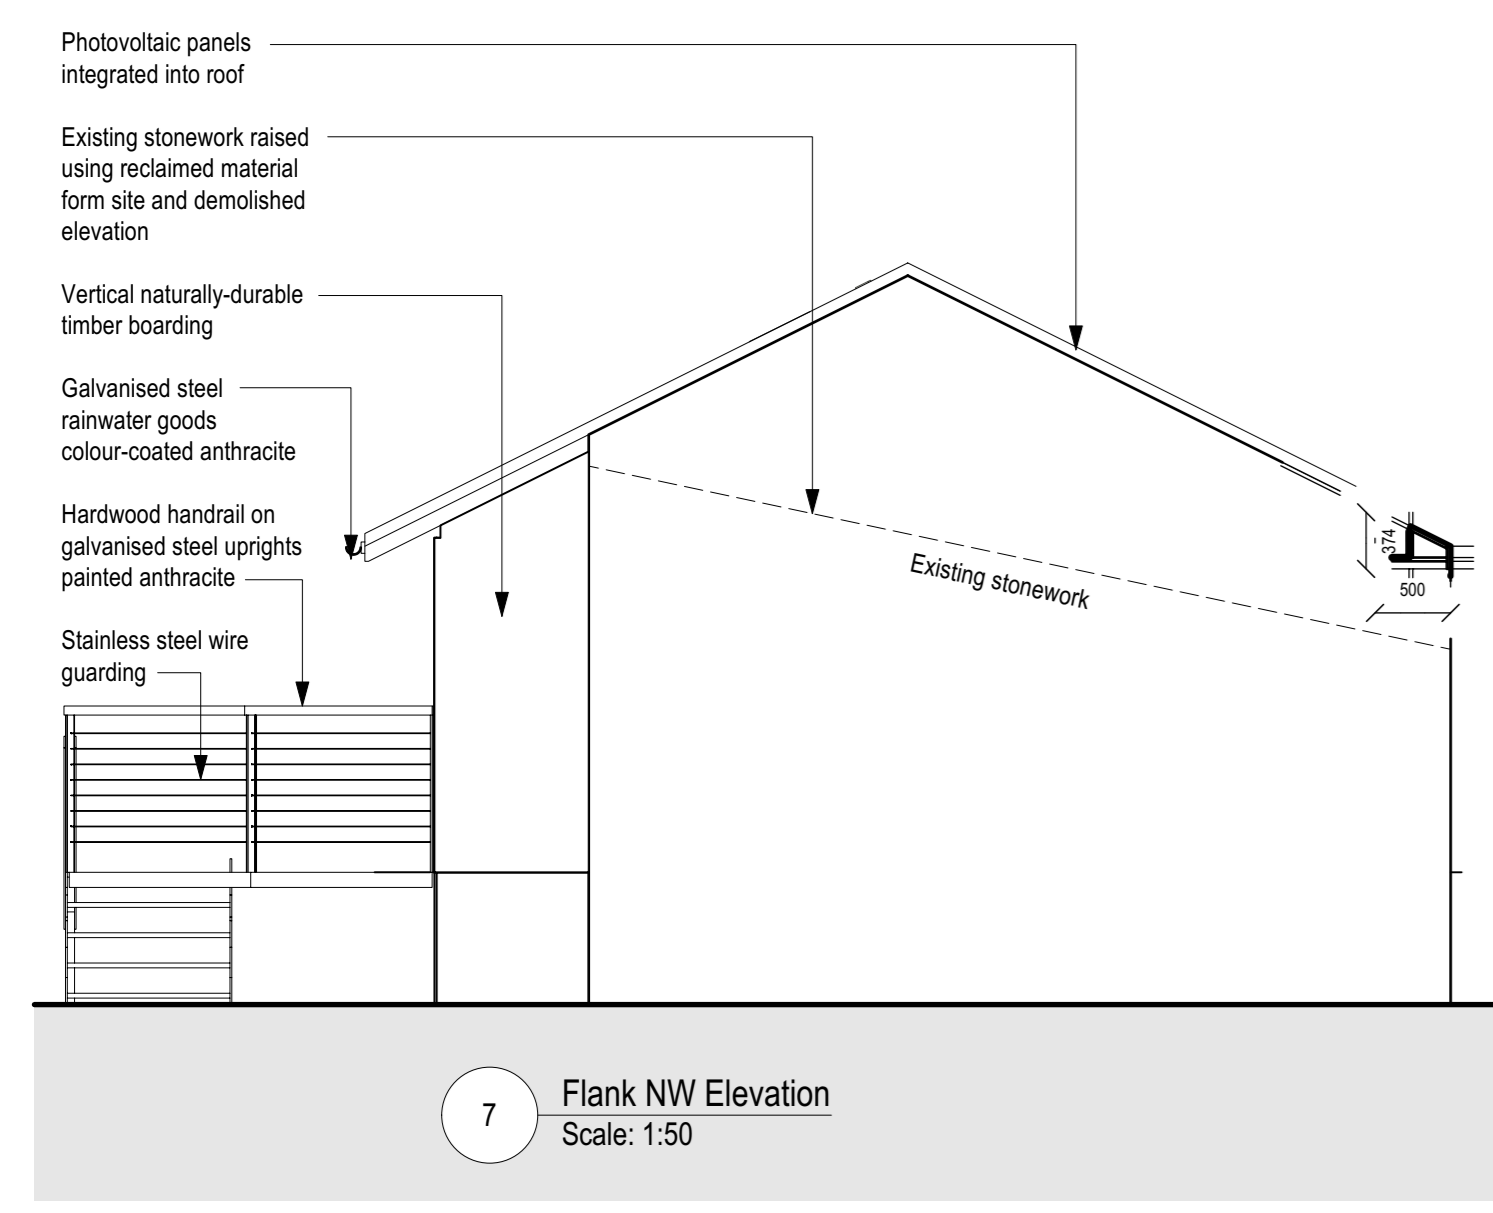 Photovoltaic panels
integrated into roof
Existing stonework raised
using reclaimed material
form site and demolished
elevation
Vertical naturally-durable
timber boarding
Galvanised steel
rainwater goods
colour-coated anthracite
Hardwood handrail on
galvanised steel uprights
painted anthracite
Stainless steel wire
guarding
Existing stonework
374
500
7
Flank NW Elevation
Scale: 1:50